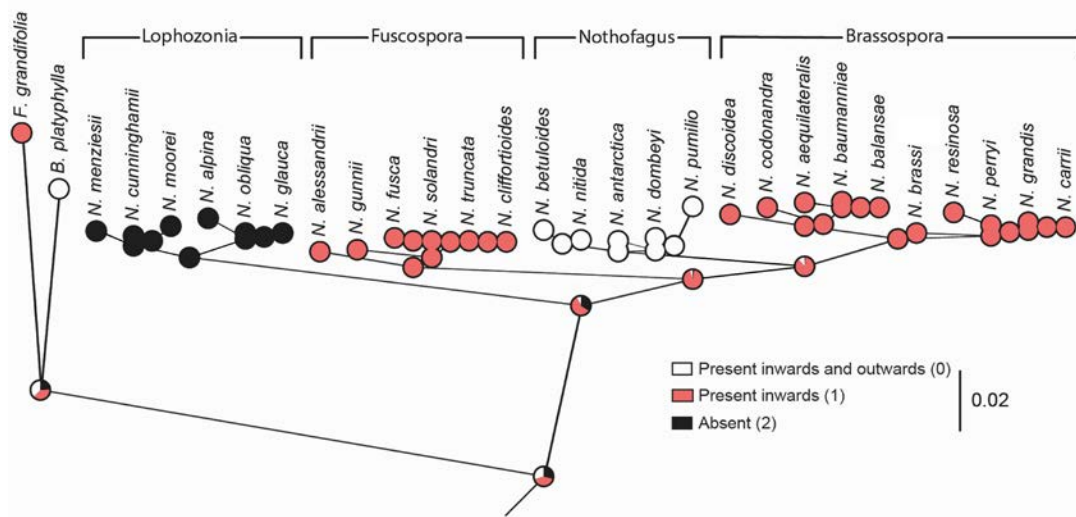 Lophozonia
Fuscospora
Nothofagus
Brassospora
F. grandifolia
B. platyphylla
N. menziesii
N. cunninghamii
N. moorei
N. alpina
N. obliqua
N. glauca
N. alessandrii
N. gunnii
N. fusca
N. solandri
N. truncata
N. cliffortioides
N. betuloides
N. nitida
N. antarctica
N. dombeyi
N. pumilio
N. discoidea
N. codonandra
N. aequilateralis
N. baumanniae
N. balansae
N. brassi
N. resinosa
N. perryi
N. grandis
N. carrii
Present inwards and outwards (0)
Present inwards (1)
Absent (2)
0.02